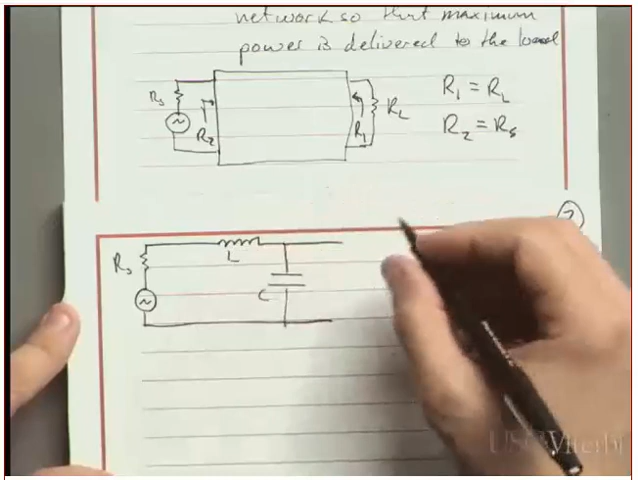 network so that maximum
power is delivered to the load
Rs
R2
R1
RL
R1 = RL
R2 = Rs
2
Rs
L
C
USC Viterbi